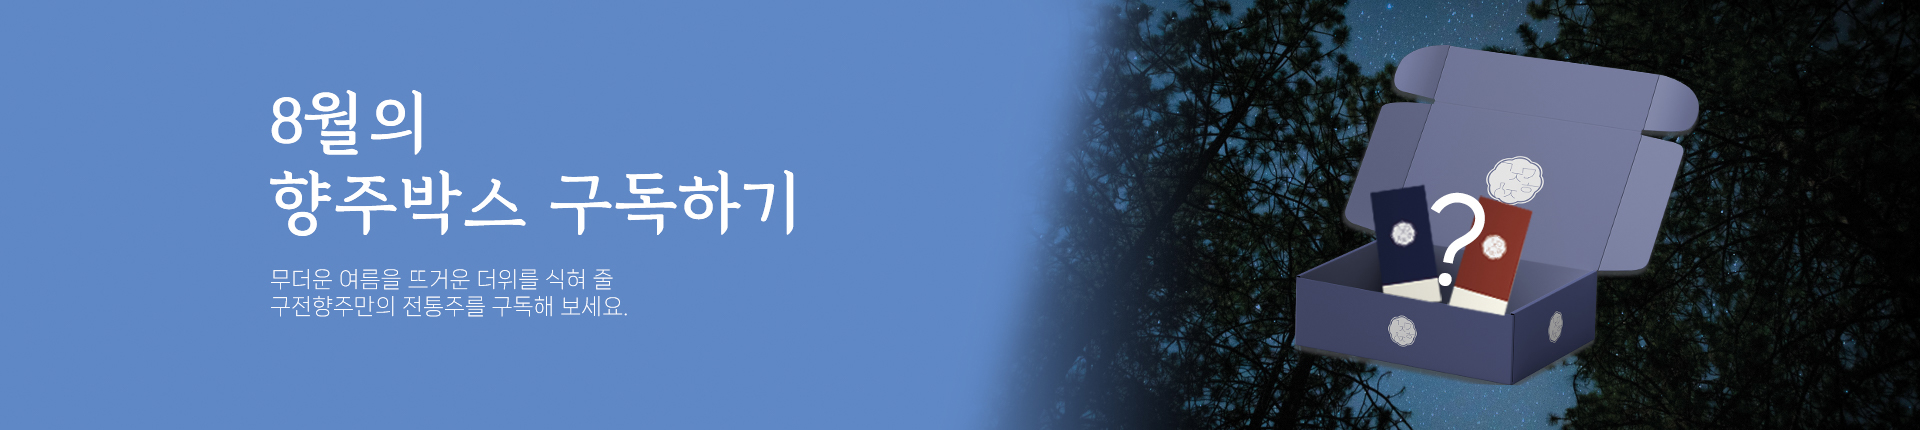 8월의
향주박스 구독하기
무더운 여름을 뜨거운 더위를 식혀 줄
구전향주만의 전통주를 구독해 보세요.
?